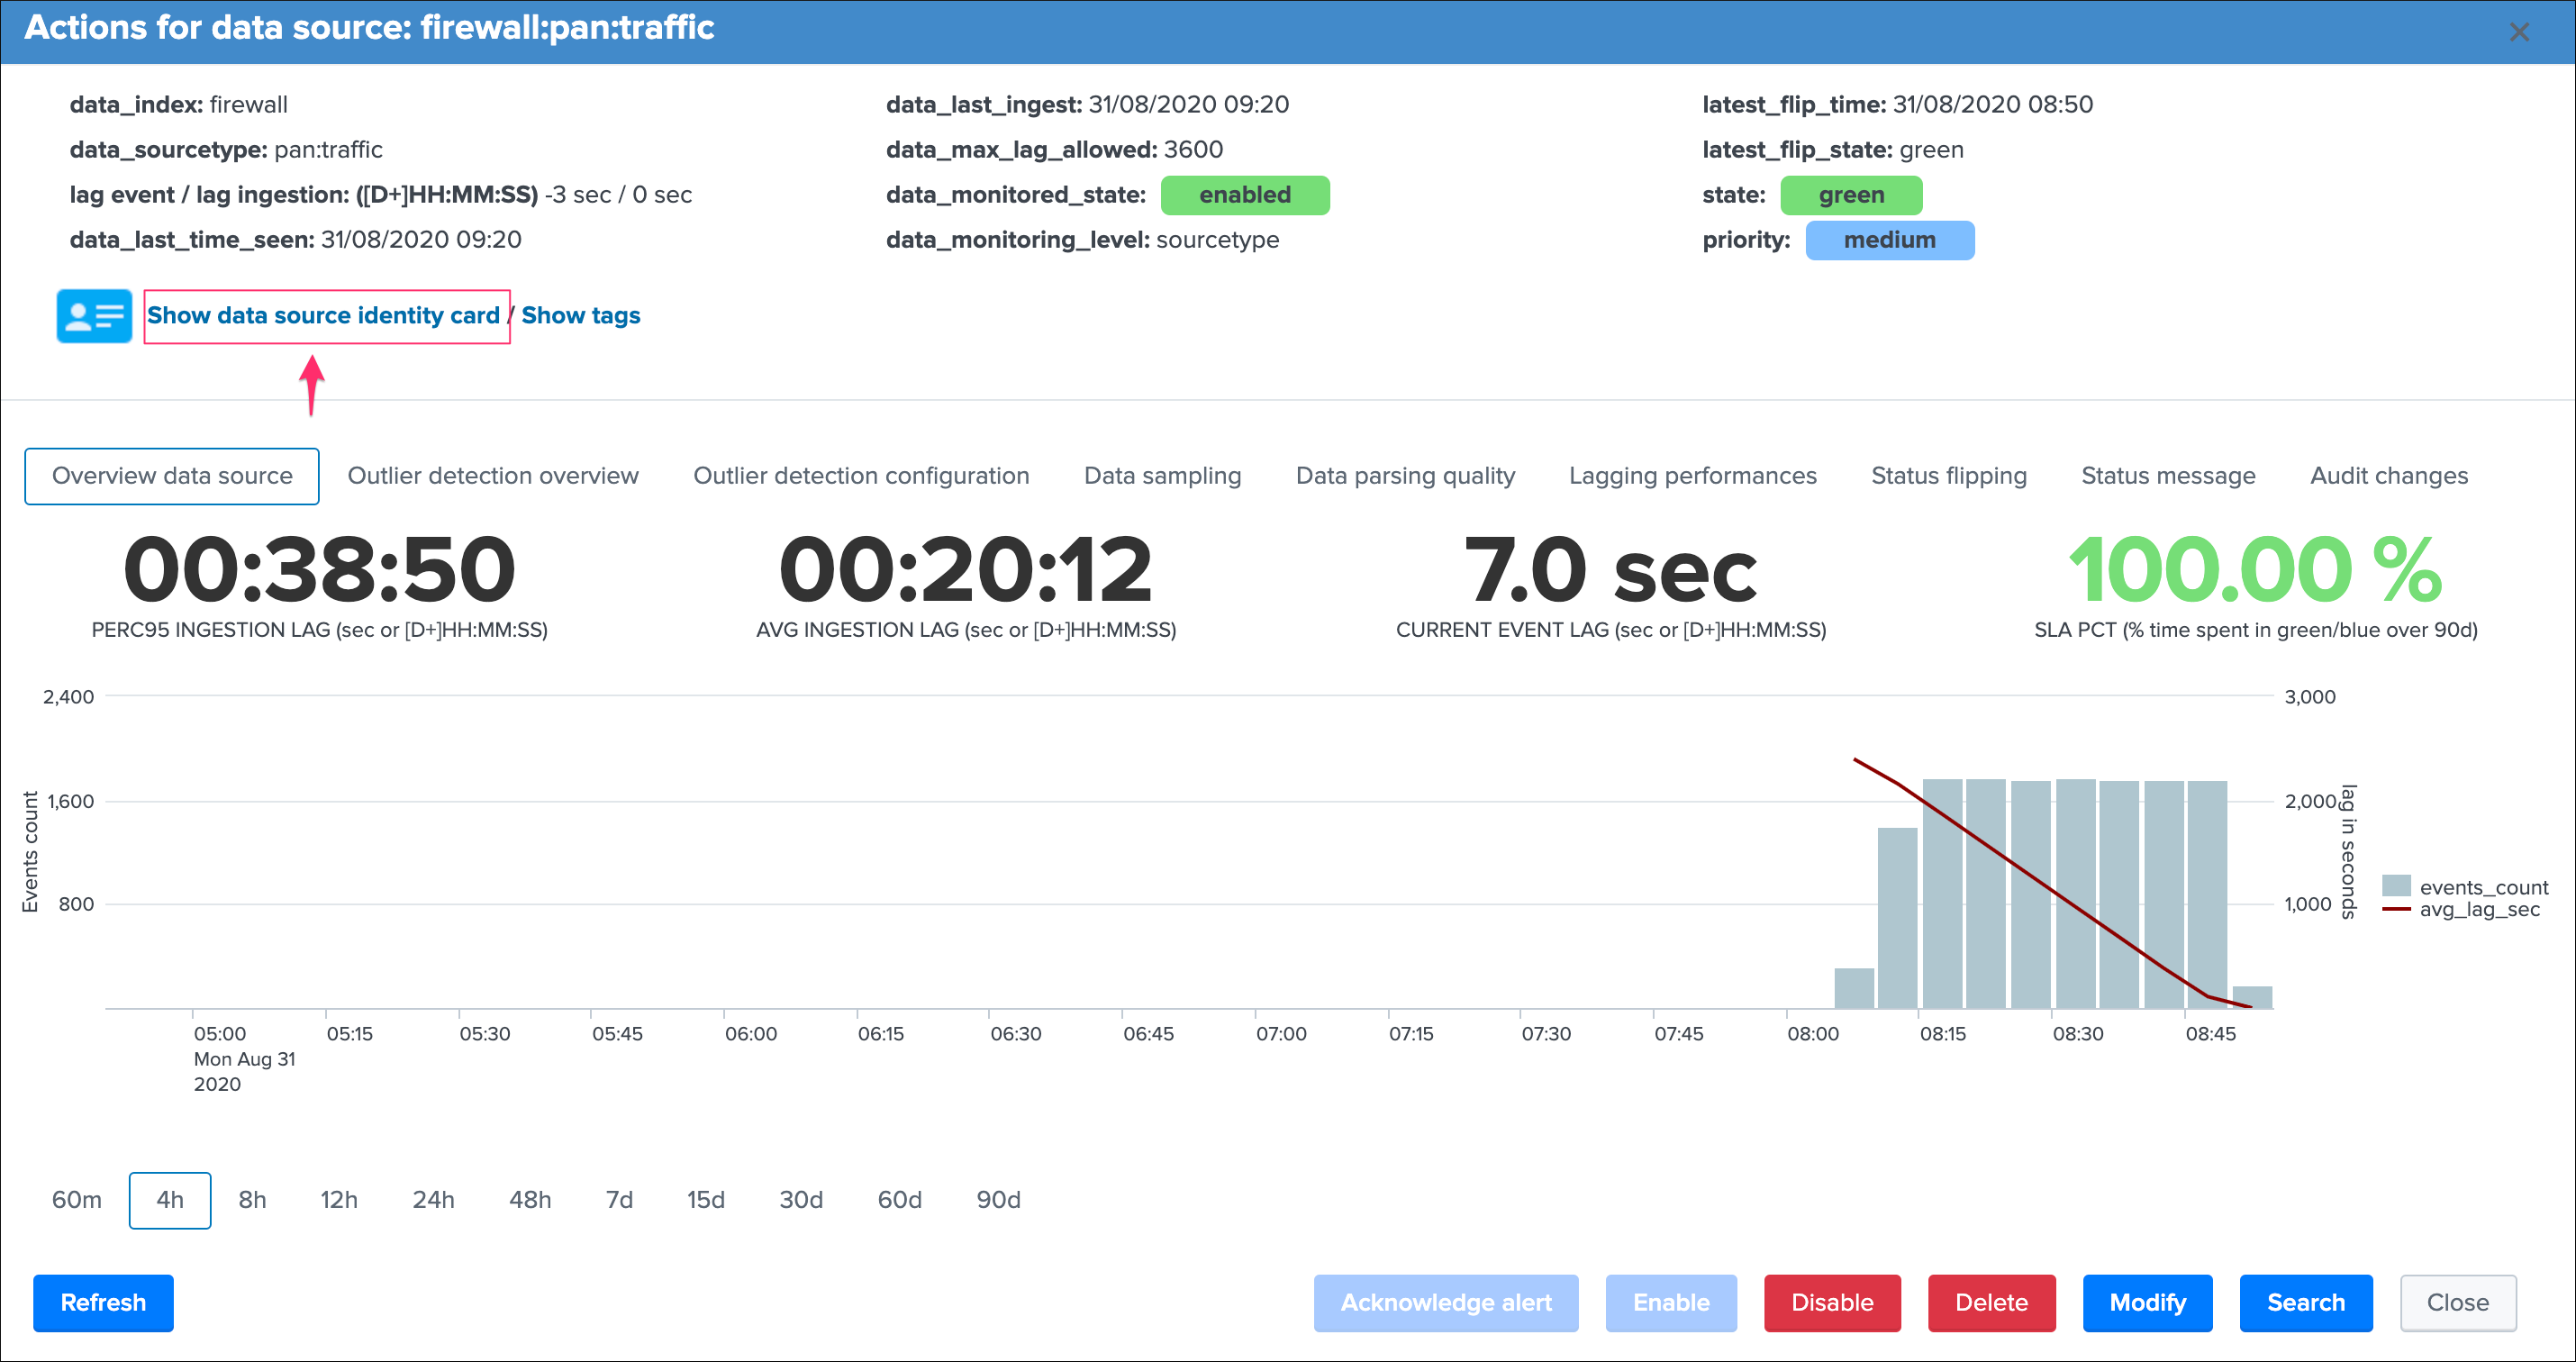 Actions for data source: firewall:pan:traffic
data_index: firewall
data_last_ingest: 31/08/2020 09:20
latest_flip_time: 31/08/2020 08:50
data_sourcetype: pan:traffic
data_max_lag_allowed: 3600
latest_flip_state: green
lag event / lag ingestion: ([D+]HH:MM:SS) -3 sec / 0 sec
data_monitored_state: enabled
state: green
data_last_time_seen: 31/08/2020 09:20
data_monitoring_level: sourcetype
priority: medium
Show data source identity card / Show tags
Overview data source
Outlier detection overview
Outlier detection configuration
Data sampling
Data parsing quality
Lagging performances
Status flipping
Status message
Audit changes
00:38:50
PERC95 INGESTION LAG (sec or [D+]HH:MM:SS)
00:20:12
AVG INGESTION LAG (sec or [D+]HH:MM:SS)
7.0 sec
CURRENT EVENT LAG (sec or [D+]HH:MM:SS)
100.00 %
SLA PCT (% time spent in green/blue over 90d)
Events count
2,400
1,600
800
3,000
2,000
1,000
lag in seconds
events_count
avg_lag_sec
05:00
Mon Aug 31
2020
05:15
05:30
05:45
06:00
06:15
06:30
06:45
07:00
07:15
07:30
07:45
08:00
08:15
08:30
08:45
60m
4h
8h
12h
24h
48h
7d
15d
30d
60d
90d
Refresh
Acknowledge alert
Enable
Disable
Delete
Modify
Search
Close